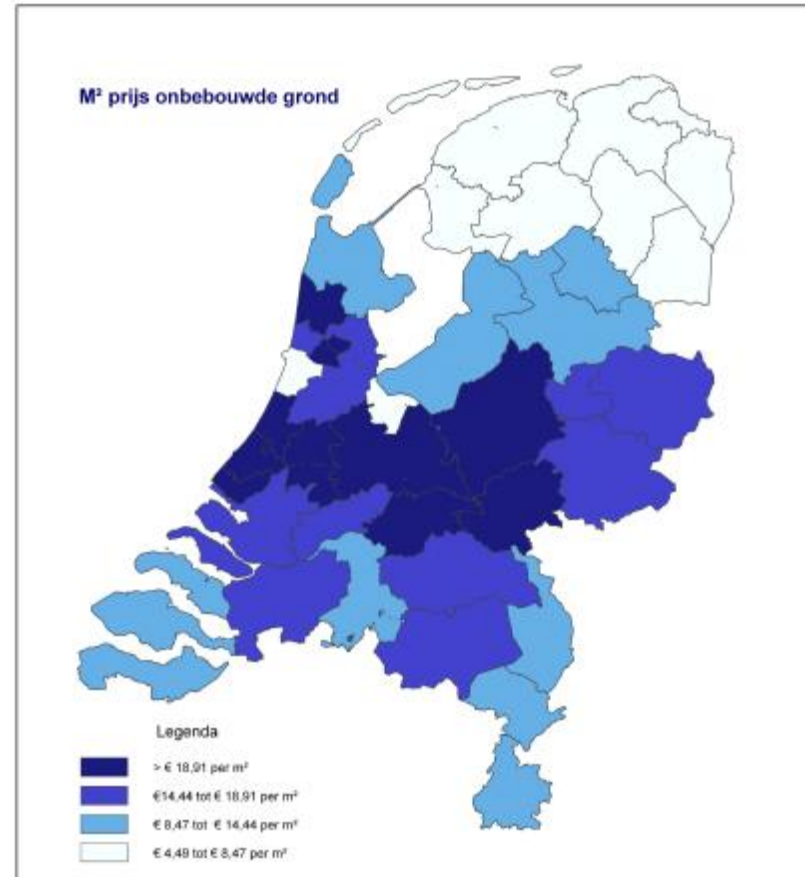 M² prijs onbebouwde grond
Legenda
> € 18,91 per m²
€14,44 tot € 18,91 per m²
€ 8,47 tot € 14,44 per m²
€ 4,49 tot € 8,47 per m²